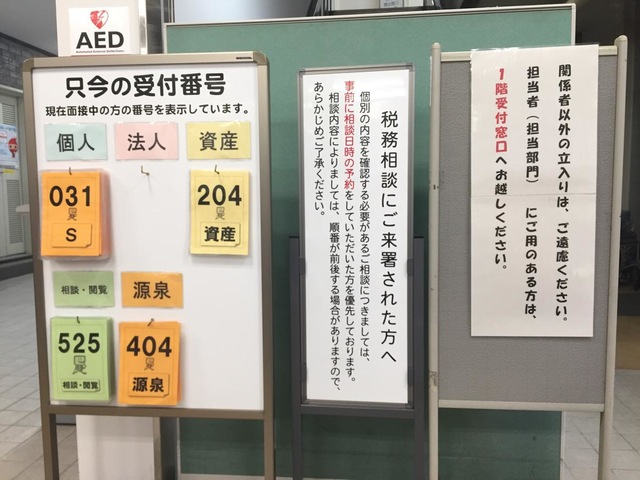 AED
只今の受付番号
現在面接中の方の番号を表示しています。
個人
法人
資産
031
S
204
資産
相談・閲覧
源泉
525
相談・閲覧
404
源泉
税務相談にご来署された方へ
個別の内容を確認する必要があるご相談につきましては、
事前に相談日時の予約をしていただいた方を優先しております。
相談内容によりましては、順番が前後する場合がありますので、
あらかじめご了承ください。
関係者以外の立入りは、ご遠慮ください。
担当者（担当部門）にご用のある方は、
1階受付窓口へお越しください。